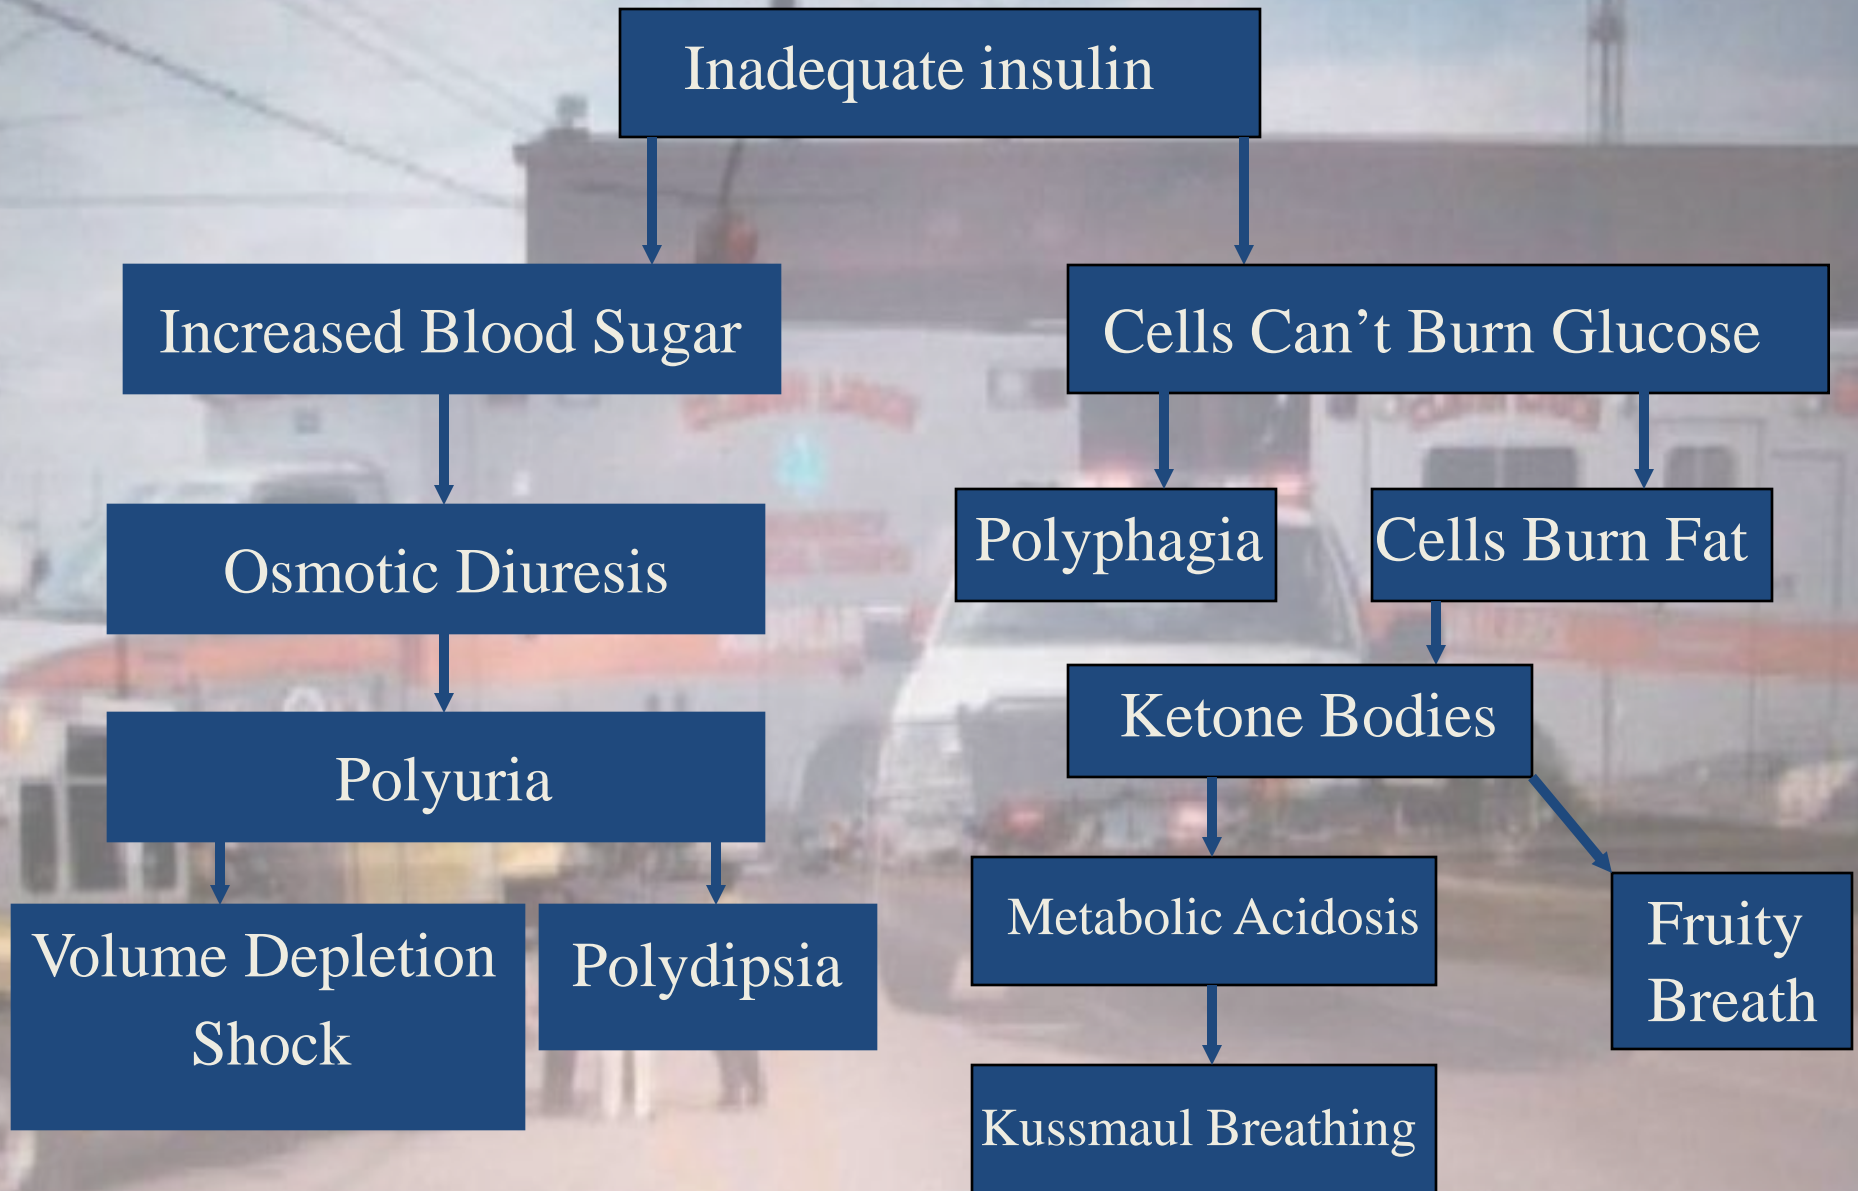 Inadequate insulin
Increased Blood Sugar
Cells Can’t Burn Glucose
Osmotic Diuresis
Polyphagia
Cells Burn Fat
Polyuria
Ketone Bodies
Volume Depletion
Shock
Polydipsia
Metabolic Acidosis
Fruity
Breath
Kussmaul Breathing